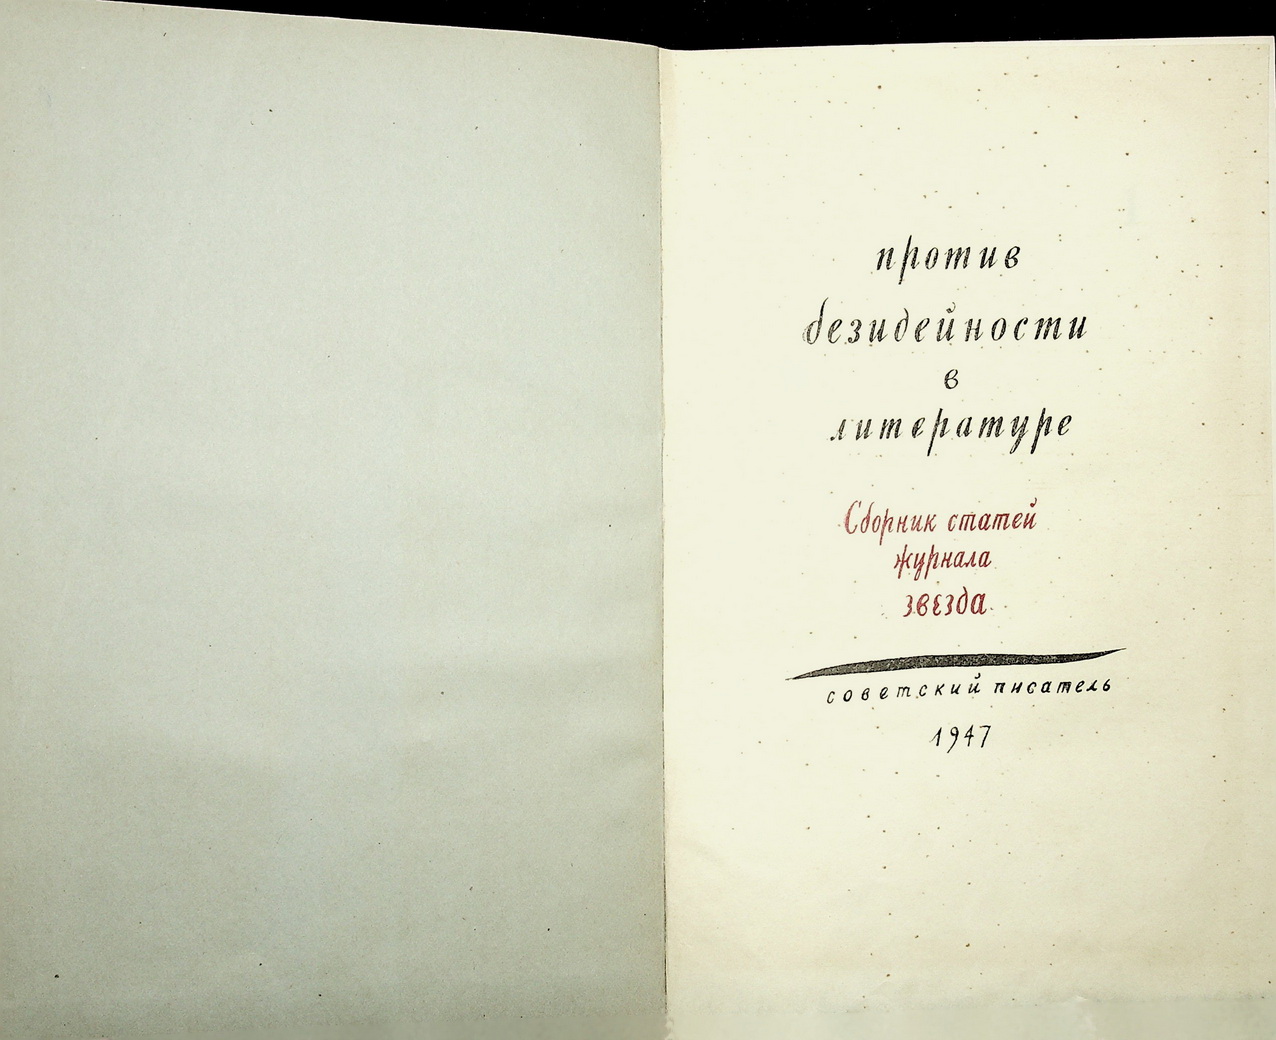 против
безидейности
в
литературе
Сборник статей
журнала
звезда
советский писатель
1947